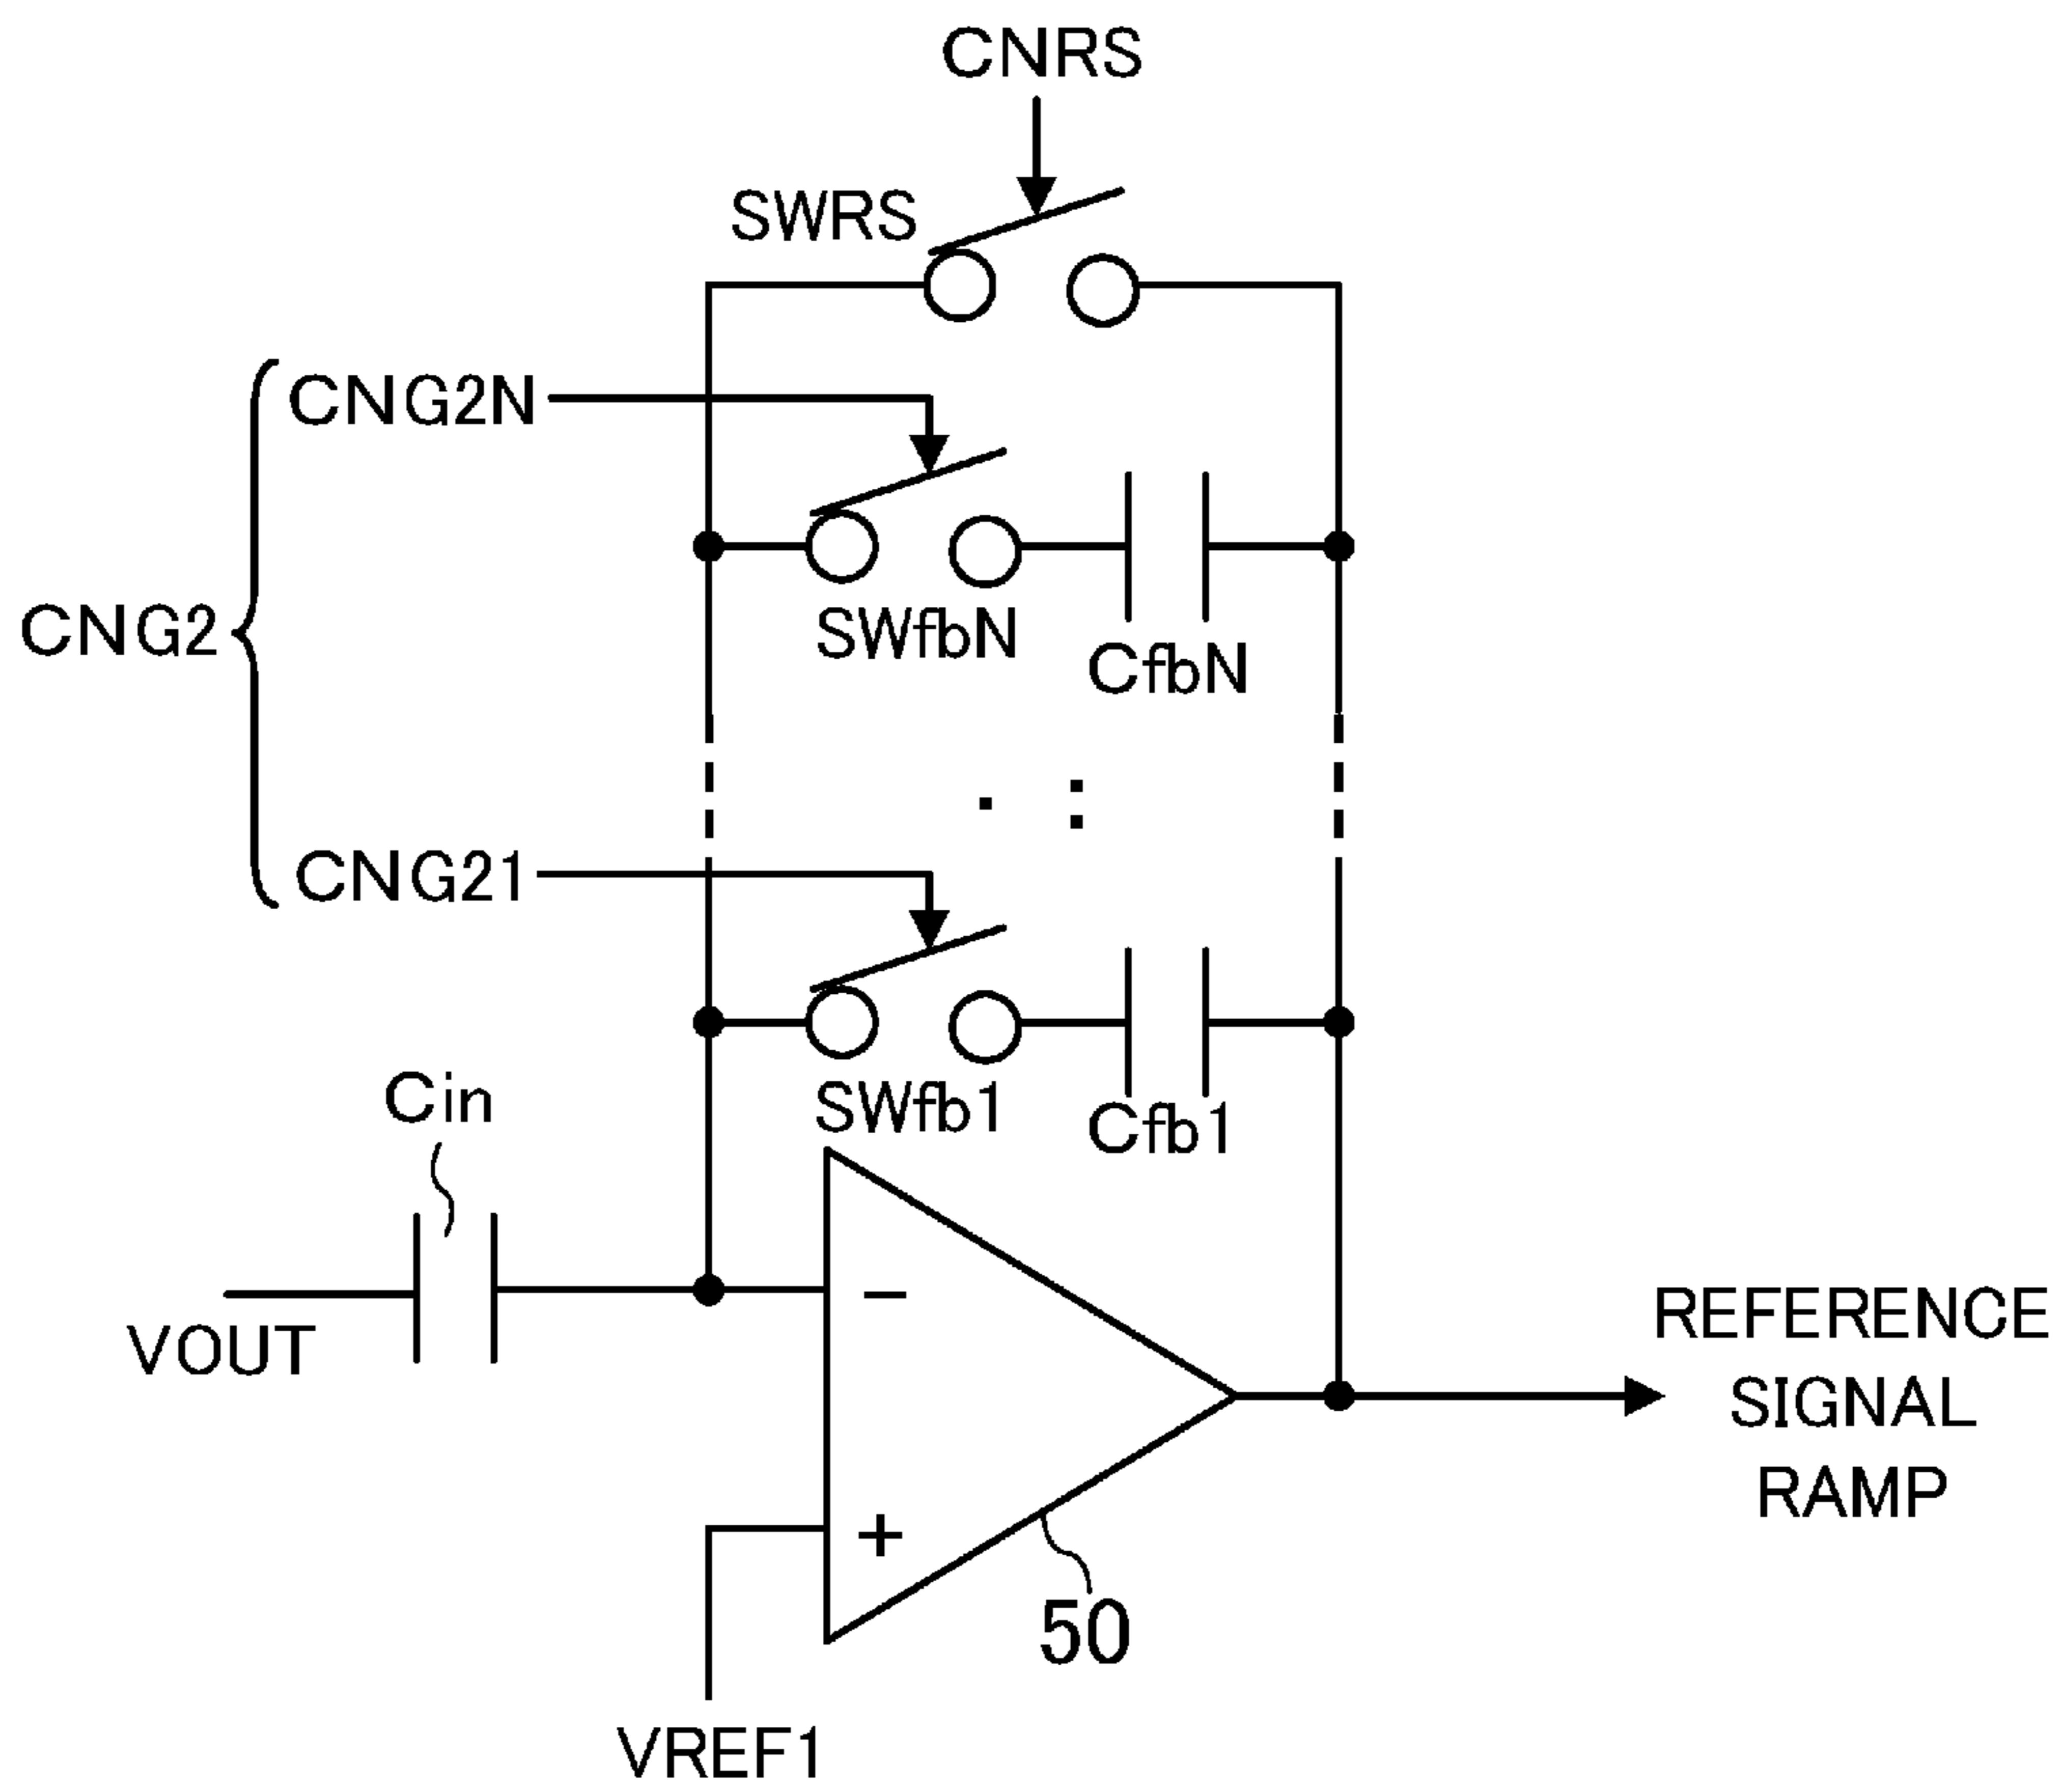 CNRS
SWRS
CNG2N
CNG2
SWfbN
CfbN
CNG21
SWfb1
Cfb1
Cin
VOUT
−
+
50
VREF1
REFERENCE
SIGNAL
RAMP